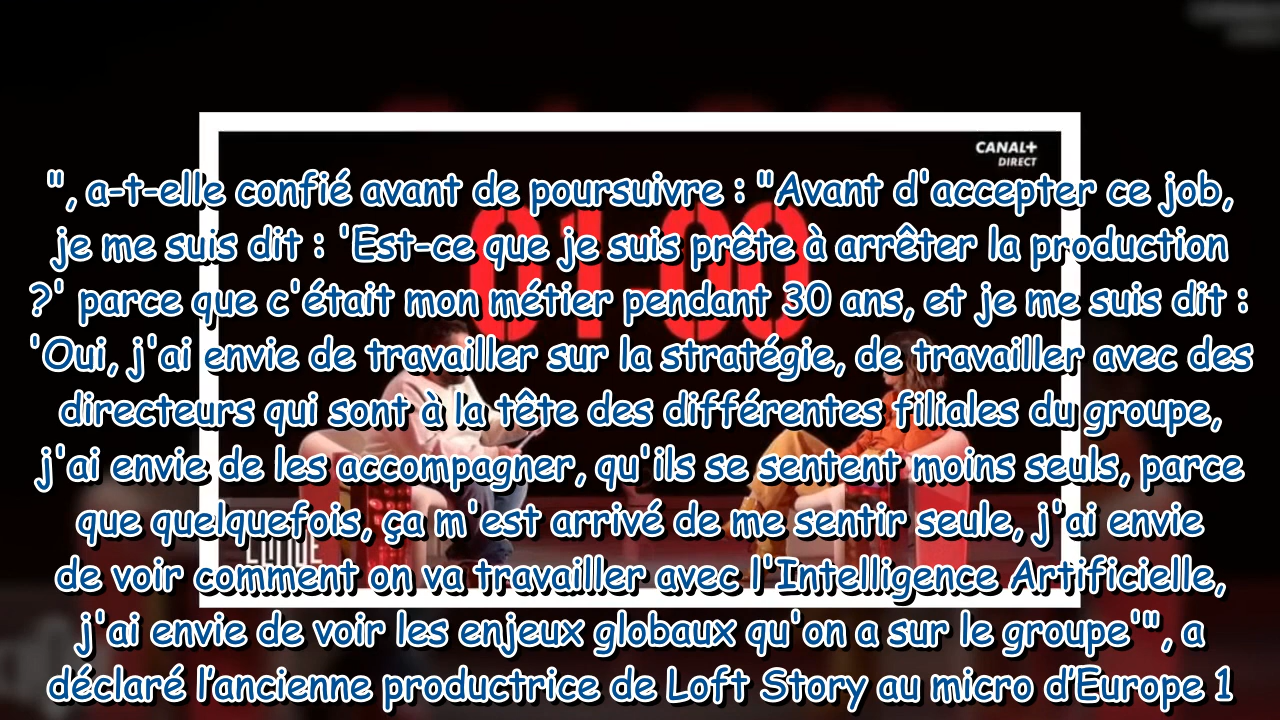 CANAL+
DIRECT
", a-t-elle confié avant de poursuivre : "Avant d'accepter ce job,
je me suis dit : 'Est-ce que je suis prête à arrêter la production
?' parce que c'était mon métier pendant 30 ans, et je me suis dit :
'Oui, j'ai envie de travailler sur la stratégie, de travailler avec des
directeurs qui sont à la tête des différentes filiales du groupe,
j'ai envie de les accompagner, qu'ils se sentent moins seuls, parce
que quelquefois, ça m'est arrivé de me sentir seule, j'ai envie
de voir comment on va travailler avec l'Intelligence Artificielle,
j'ai envie de voir les enjeux globaux qu'on a sur le groupe'", a
déclaré l’ancienne productrice de Loft Story au micro d’Europe 1
01:00